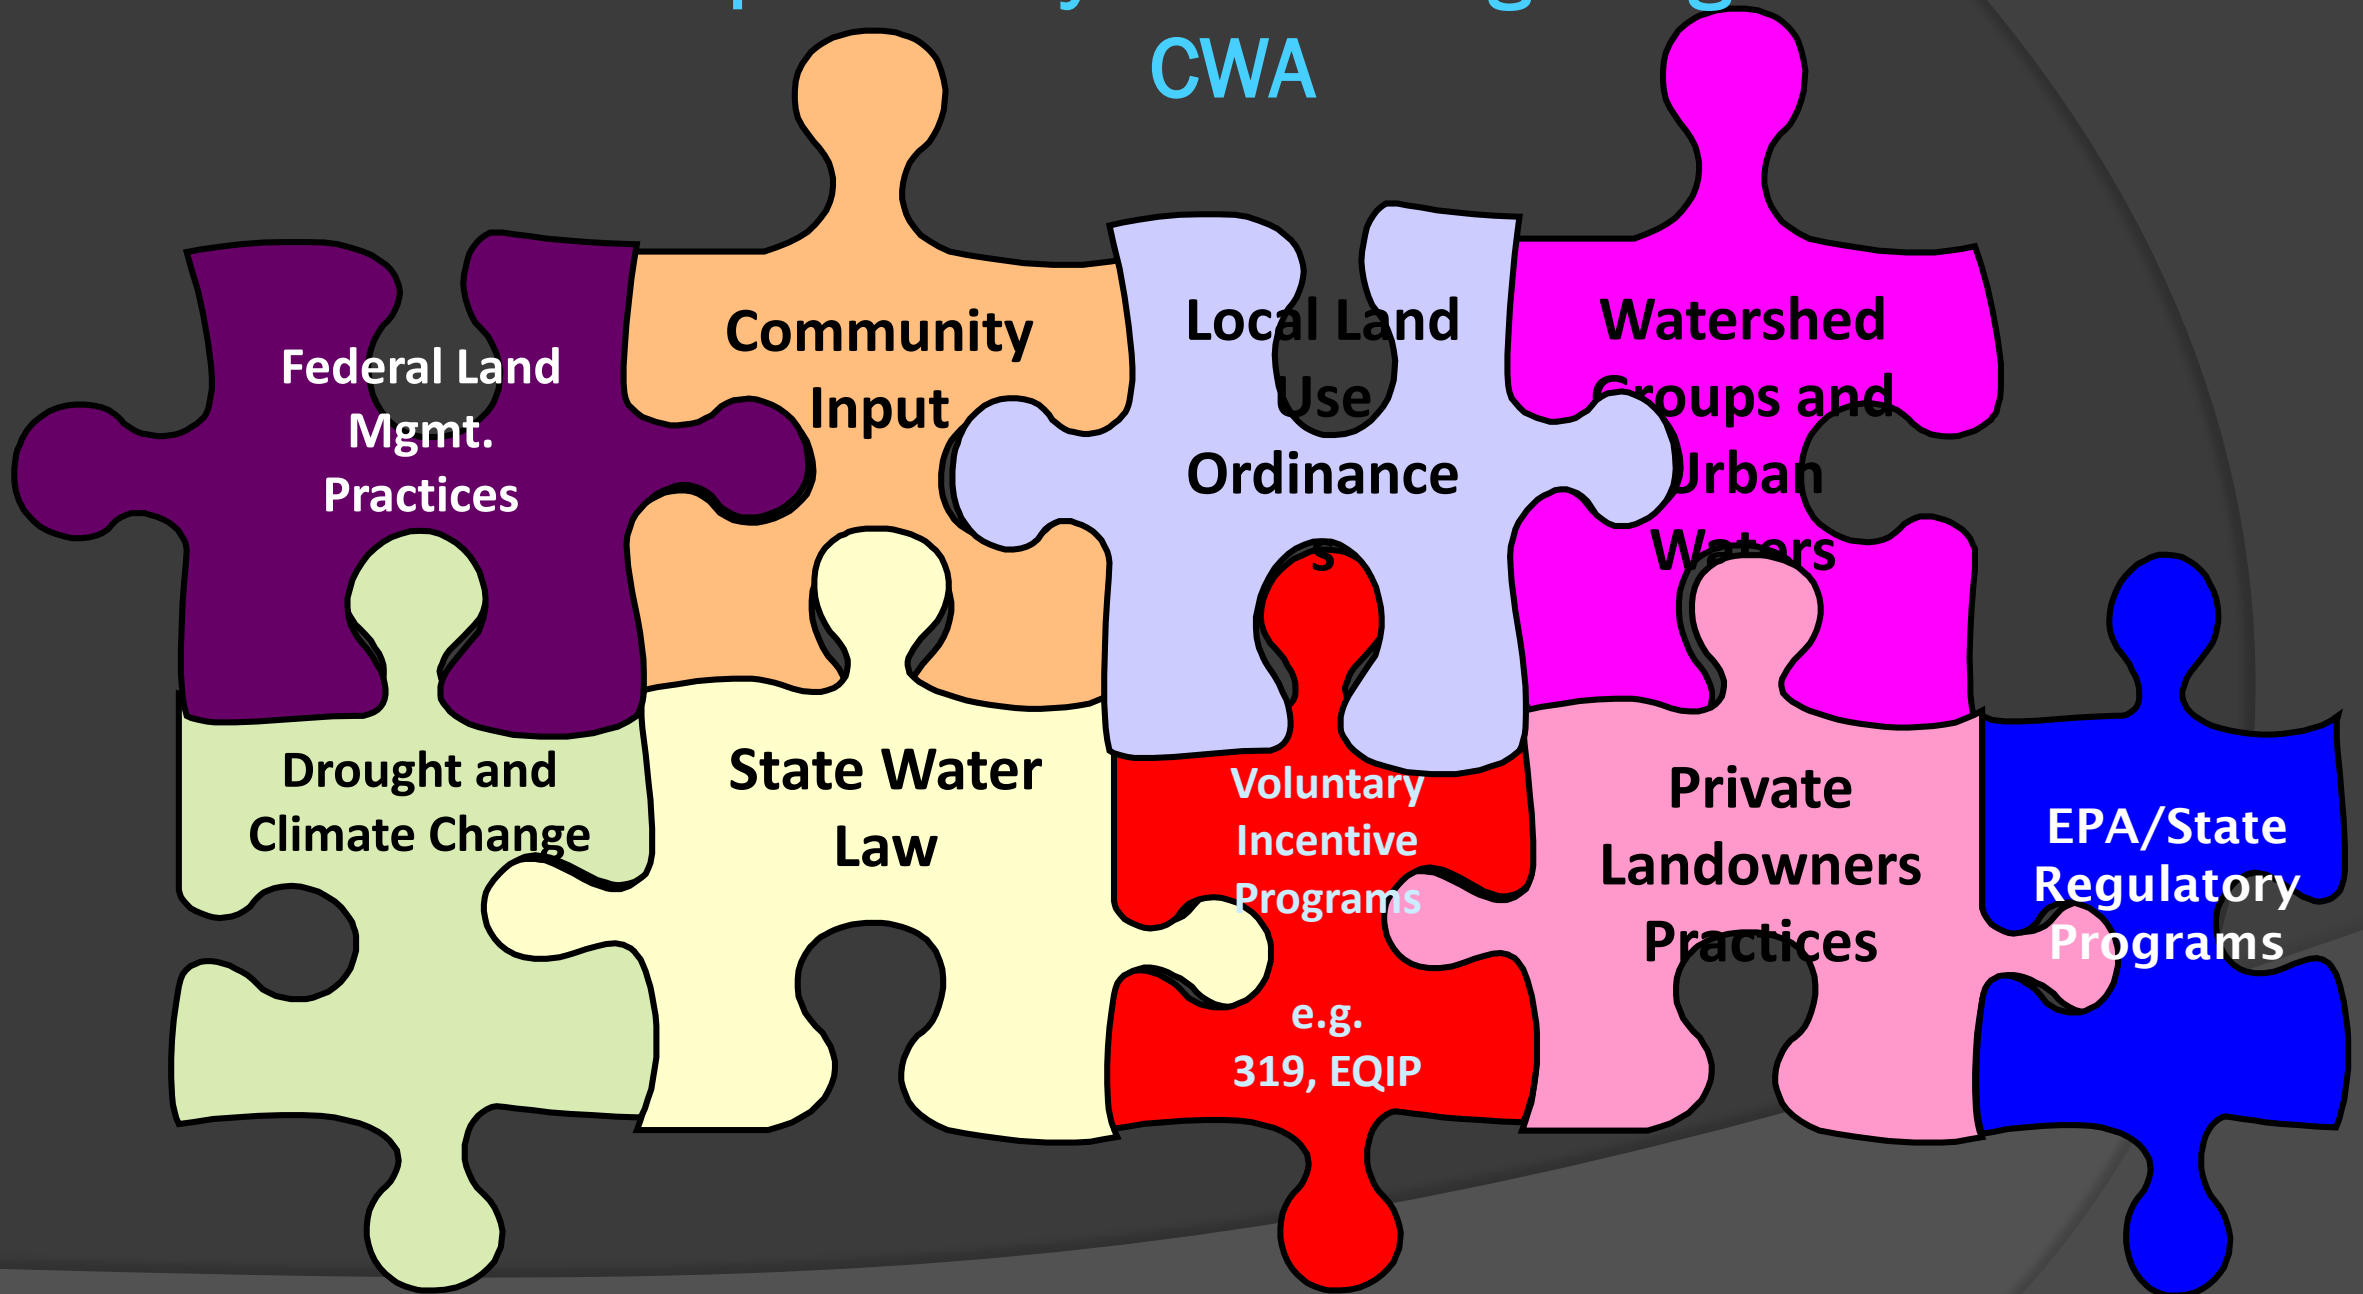 CWA
Federal Land
Mgmt.
Practices
Community
Input
Local Land
Use
Ordinance
s
Watershed
Groups and
Urban
Waters
Drought and
Climate Change
State Water
Law
Voluntary
Incentive
Programs
e.g.
319, EQIP
Private
Landowners
Practices
EPA/State
Regulatory
Programs